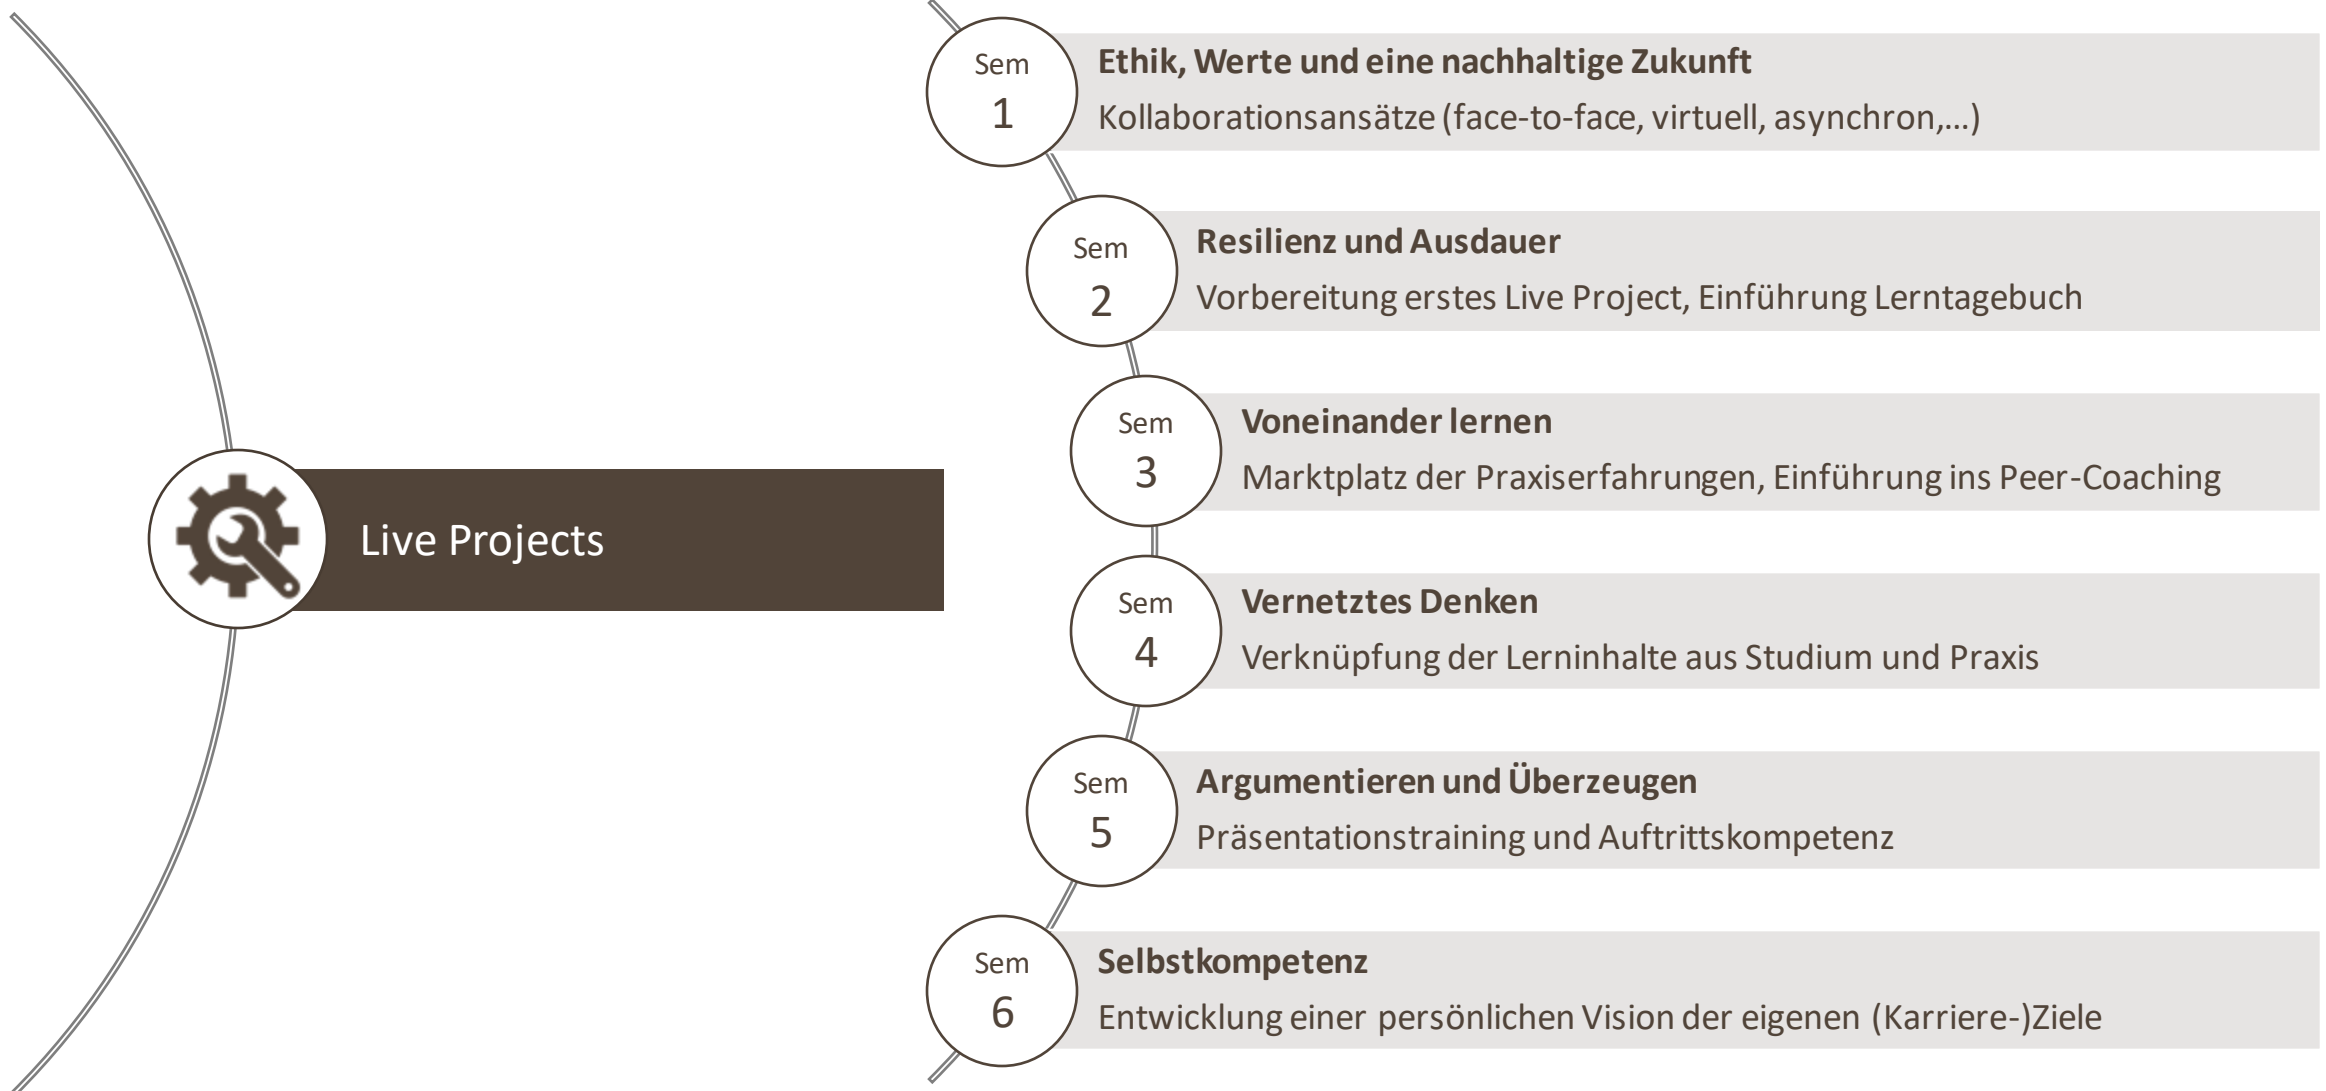 Live Projects
Sem
1
Ethik, Werte und eine nachhaltige Zukunft
Kollaborationsansätze (face-to-face, virtuell, asynchron,...)
Sem
2
Resilienz und Ausdauer
Vorbereitung erstes Live Project, Einführung Lerntagebuch
Sem
3
Voneinander lernen
Marktplatz der Praxiserfahrungen, Einführung ins Peer-Coaching
Sem
4
Vernetztes Denken
Verknüpfung der Lerninhalte aus Studium und Praxis
Sem
5
Argumentieren und Überzeugen
Präsentationstraining und Auftrittskompetenz
Sem
6
Selbstkompetenz
Entwicklung einer persönlichen Vision der eigenen (Karriere-)Ziele